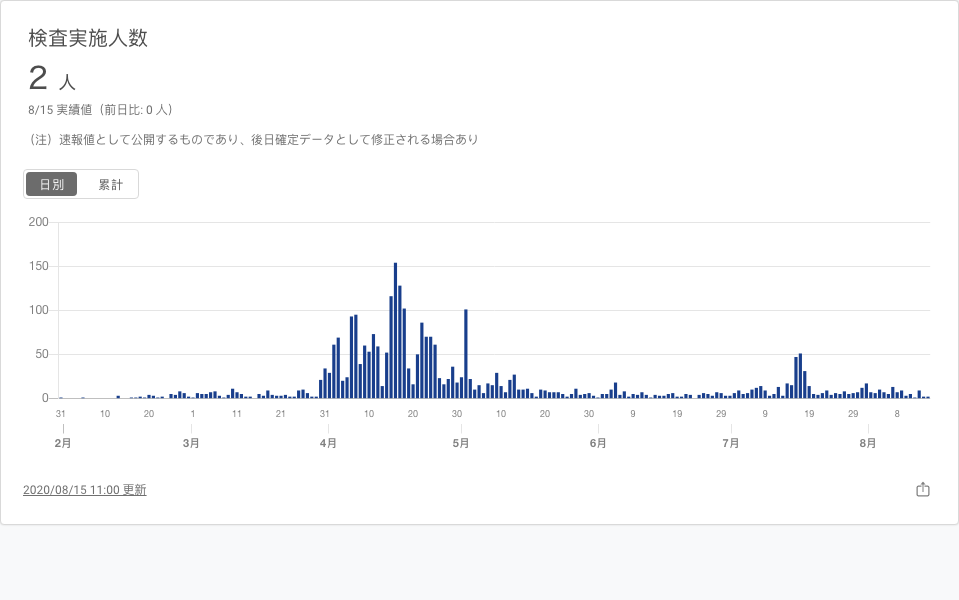 検査実施人数
2 人
8/15 実績値（前日比: 0 人）
（注）速報値として公開するものであり、後日確定データとして修正される場合あり
日別 累計
200
150
100
50
0
31 10 20 1 11 21 31 10 20 30 10 20 30 9 19 29 9 19 29 8
2月 3月 4月 5月 6月 7月 8月
2020/08/15 11:00 更新